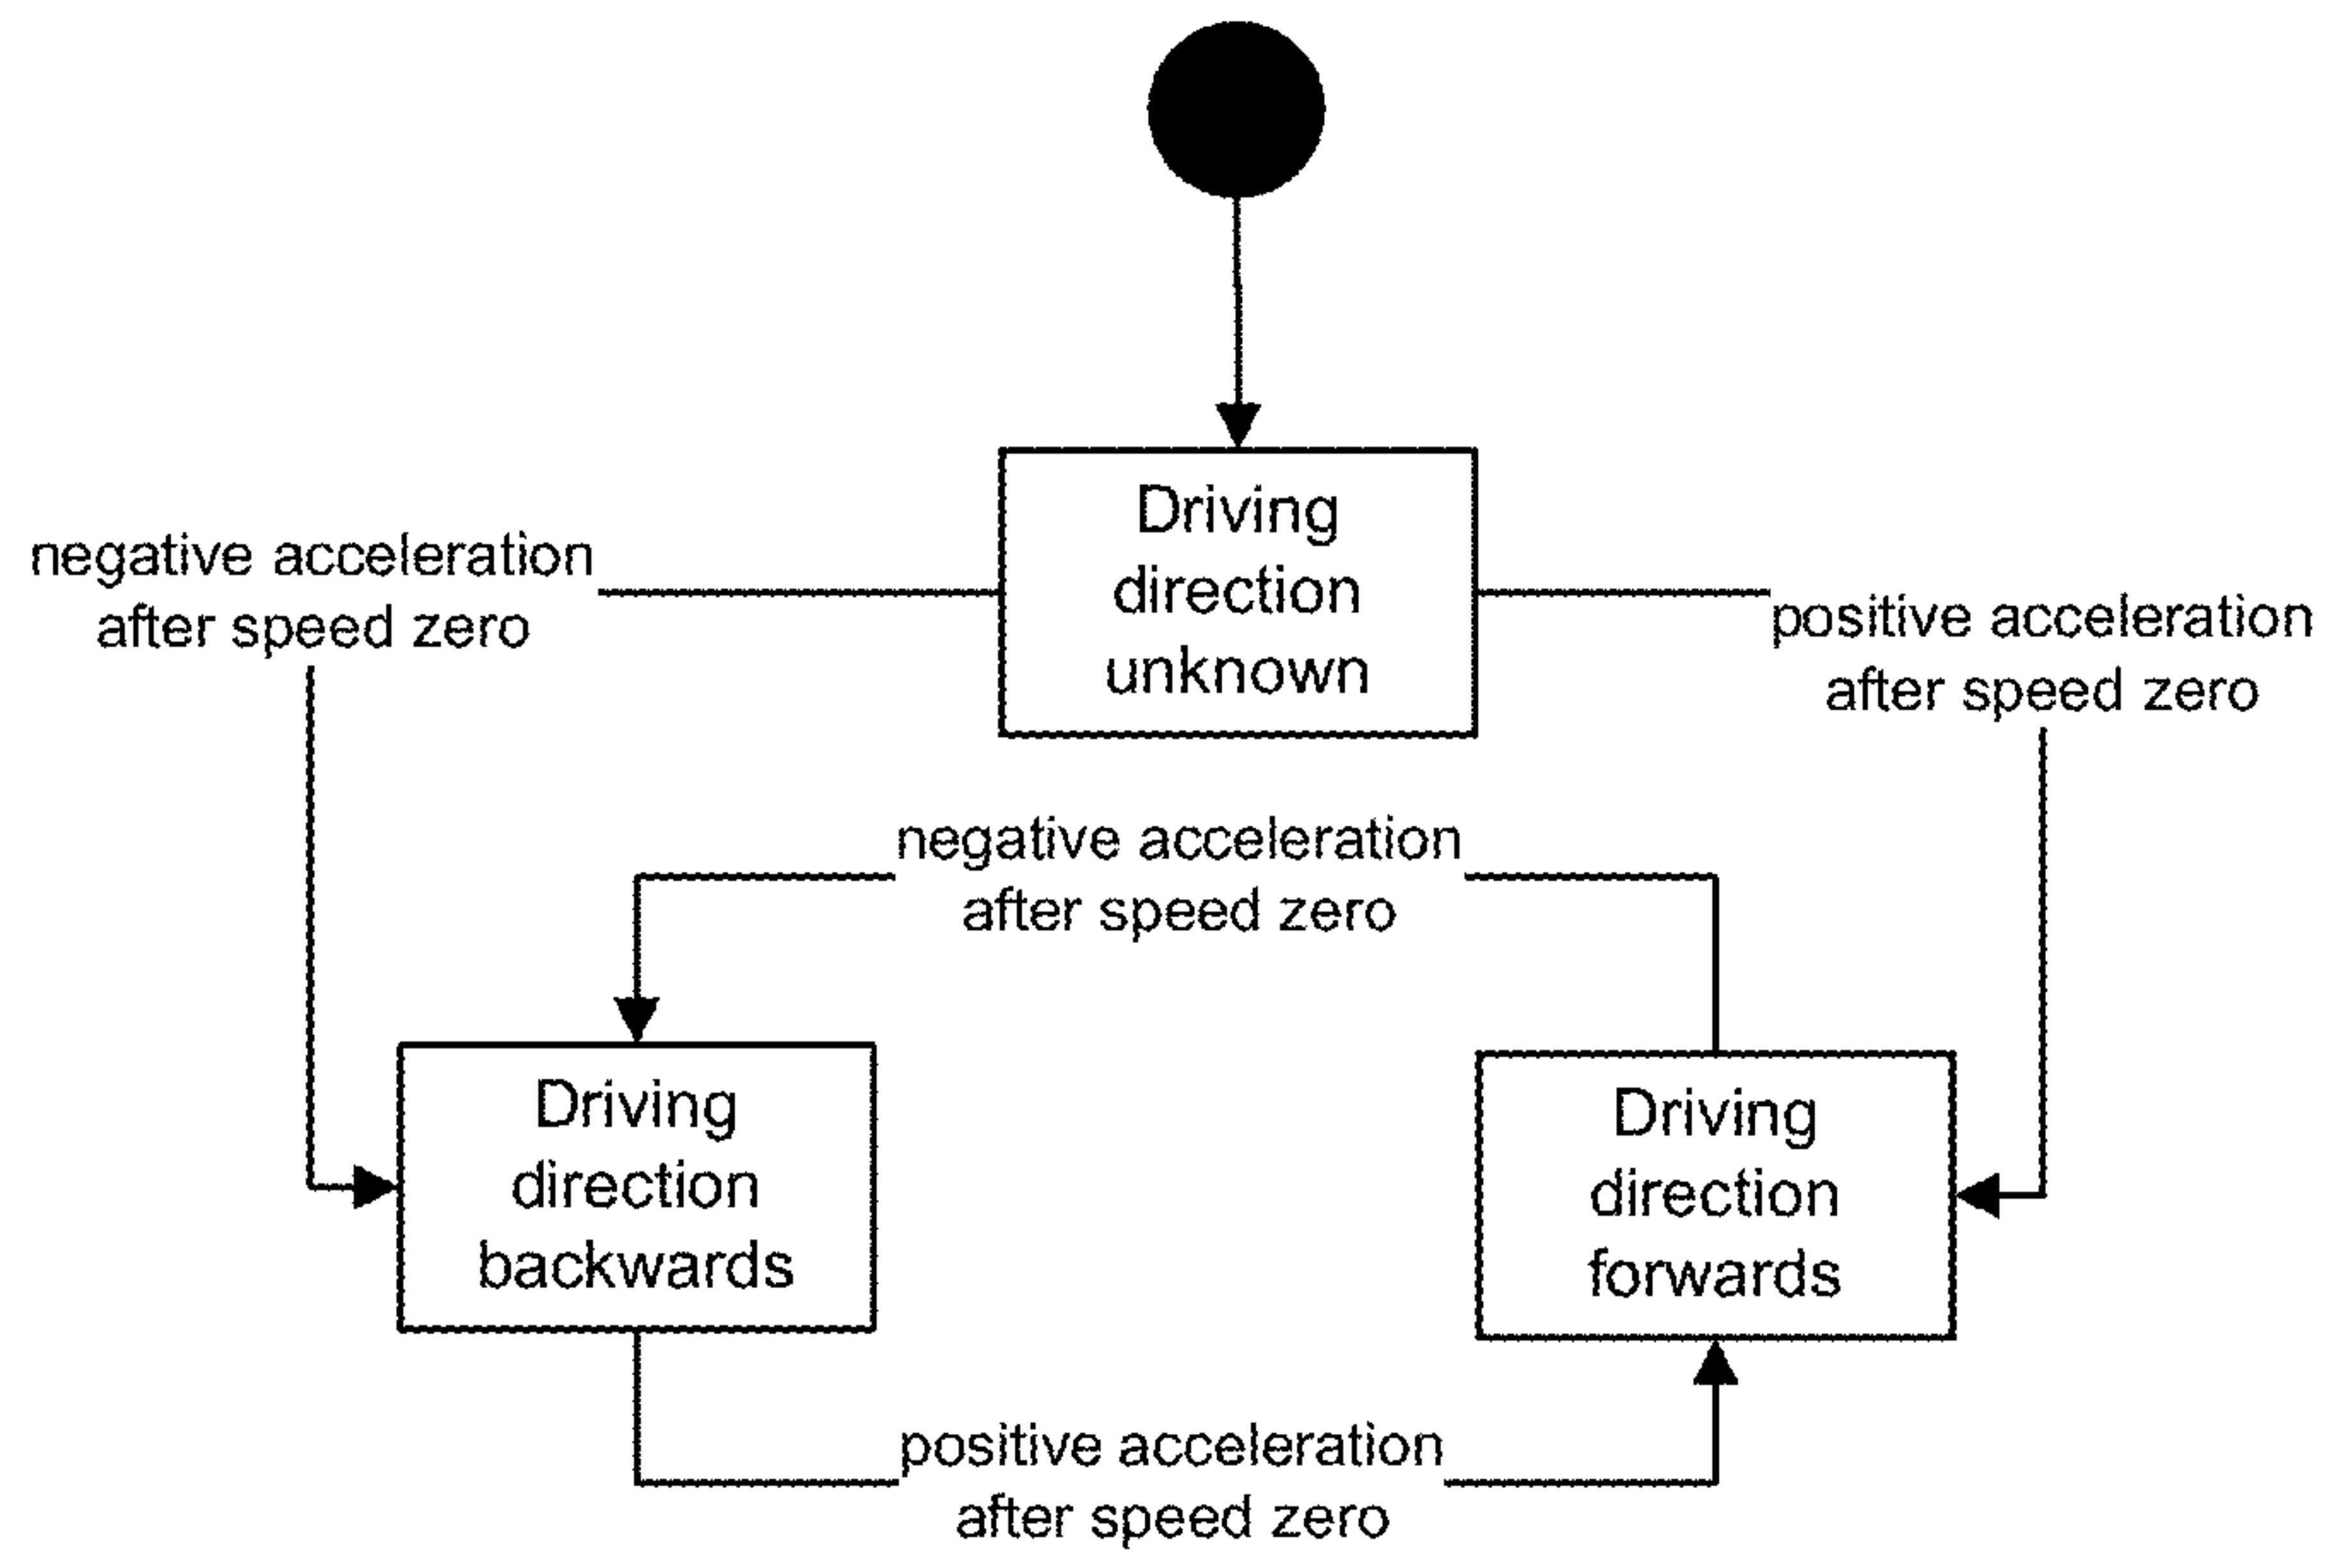 Driving
direction
unknown
negative acceleration
after speed zero
positive acceleration
after speed zero
negative acceleration
after speed zero
Driving
direction
backwards
Driving
direction
forwards
positive acceleration
after speed zero